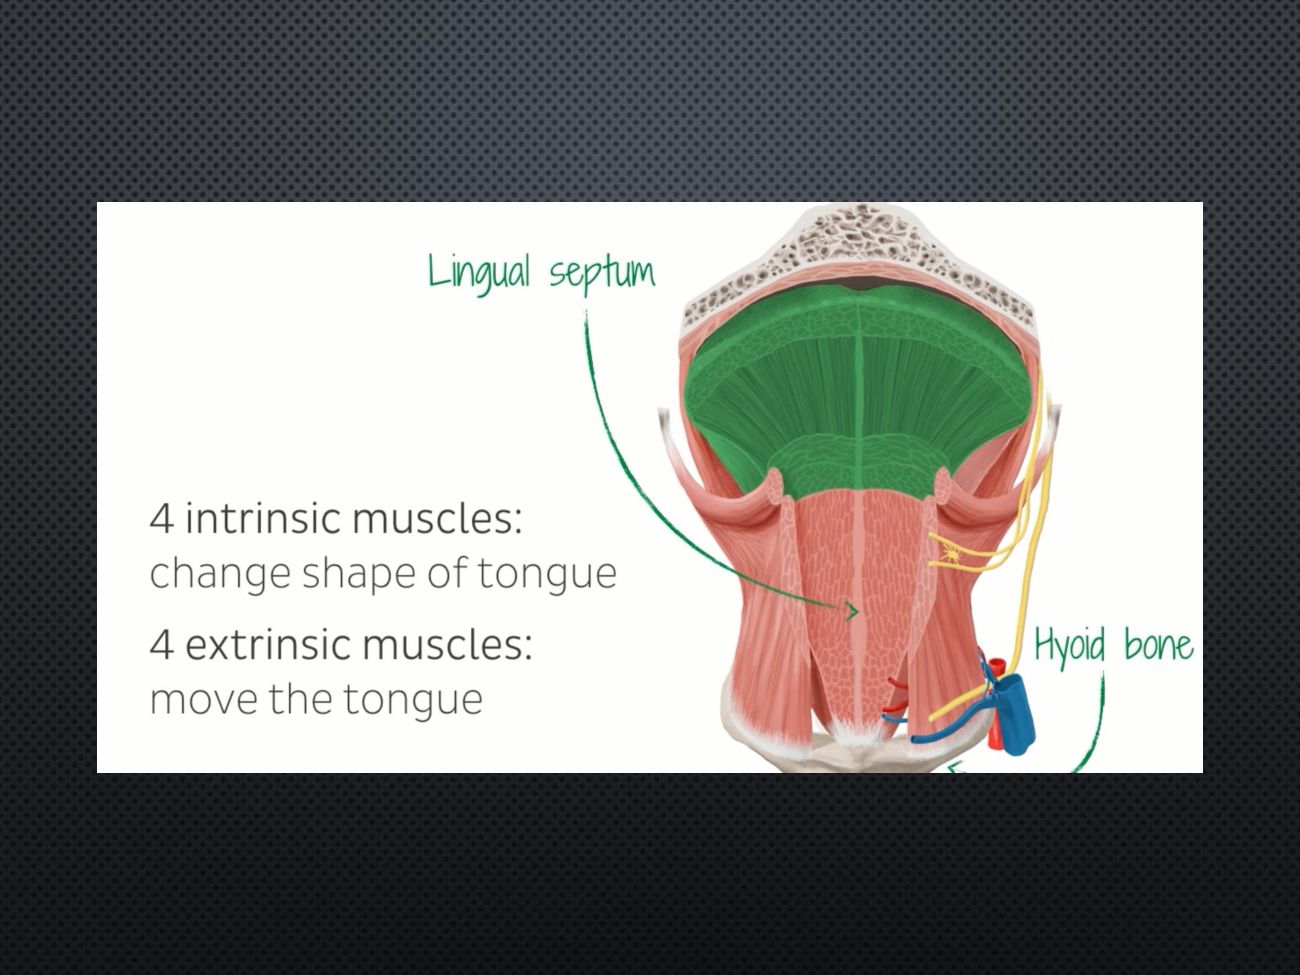 Lingual septum
4 intrinsic muscles:
change shape of tongue
4 extrinsic muscles:
move the tongue
Hyoid bone